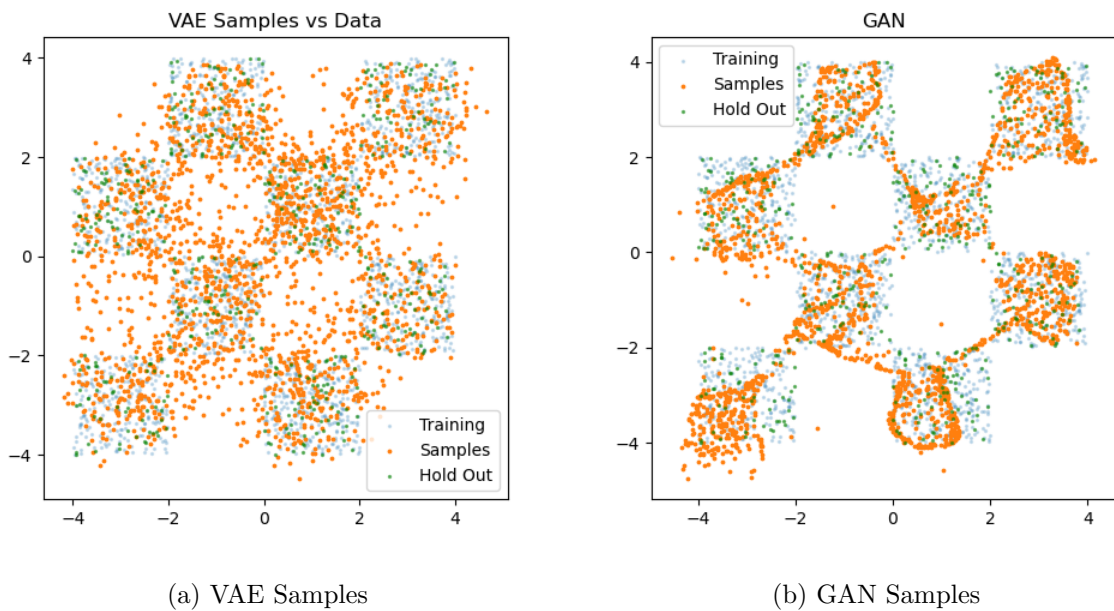 VAE Samples vs Data
4
2
0
−2
−4
−4
−2
0
2
4
Training
Samples
Hold Out
(a) VAE Samples
GAN
Training
Samples
Hold Out
4
2
0
−2
−4
−4
−2
0
2
4
(b) GAN Samples